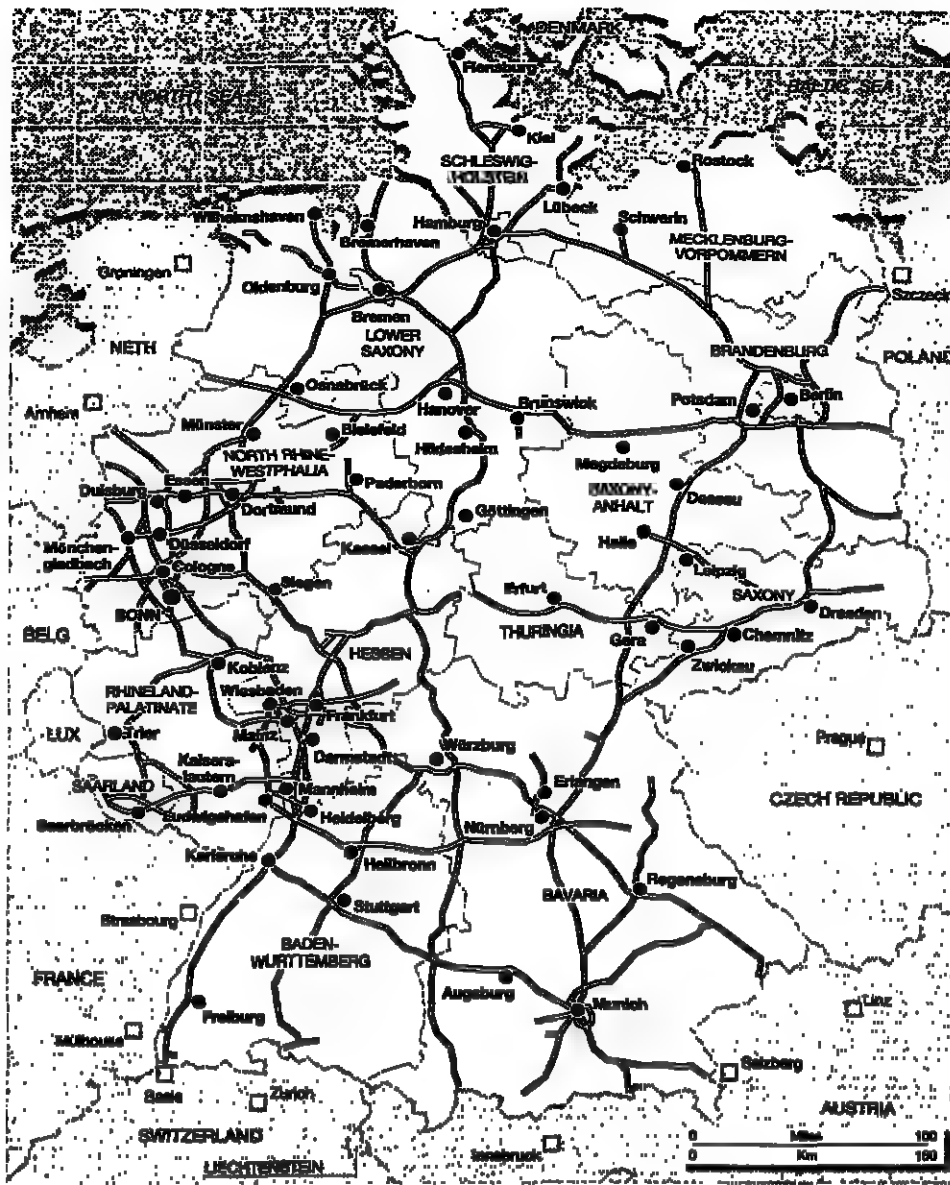 DENMARK
Flensburg
NORTH SEA
BALTIC SEA
Kiel
SCHLESWIG-
HOLSTEIN
Rostock
Lübeck
Wilhelmshaven
Bremerhaven
Hamburg
Schwerin
MECKLENBURG-
VORPOMMERN
Groningen
Oldenburg
Bremen
Szczecin
LOWER
SAXONY
NETH
BRANDENBURG
POLAND
Osnabrück
Arnhem
Hanover
Brunswick
Potsdam
Berlin
Münster
Bielefeld
Hildesheim
Magdeburg
NORTH RHINE-
WESTPHALIA
Essen
Duisburg
Paderborn
SAXONY-
ANHALT
Dessau
Dortmund
Göttingen
Mönchen-
gladbach
Düsseldorf
Kassel
Halle
Leipzig
Cologne
Siegen
Erfurt
SAXONY
BONN
Dresden
BELG
THURINGIA
Gera
Chemnitz
Zwickau
HESSEN
Koblenz
RHINELAND-
PALATINATE
Wiesbaden
Frankfurt
LUX
Trier
Mainz
Darmstadt
Würzburg
Prague
Kaisers-
lautern
SAARLAND
Mannheim
Erlangen
CZECH REPUBLIC
Saarbrücken
Ludwigshafen
Heidelberg
Nürnberg
Karlsruhe
Heilbronn
Regensburg
BAVARIA
Stuttgart
Strasbourg
BADEN-
WURTTEMBERG
FRANCE
Augsburg
Munich
Linz
Freiburg
Mülhouse
Salzberg
Basle
Zürich
AUSTRIA
SWITZERLAND
Innsbruck
LIECHTENSTEIN
0 Miles 100
0 Km 160